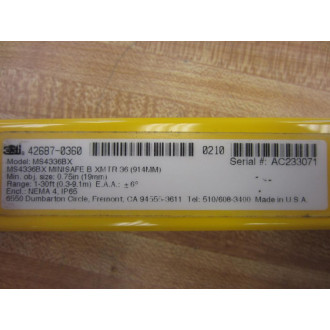 42687-0360 0210
Model: MS4336BX Serial #: AC233071
MS4336BX MINISAFE B XMTR 36 (914MM)
Min. obj. size: 0.75in (19mm)
Range: 1-30ft (0.3-9.1m) E.A.A.: ±6°
Encl.: NEMA 4, IP65
6550 Dumbarton Circle, Fremont, CA 94555-3611 Tel: 510/608-3400 Made in U.S.A.